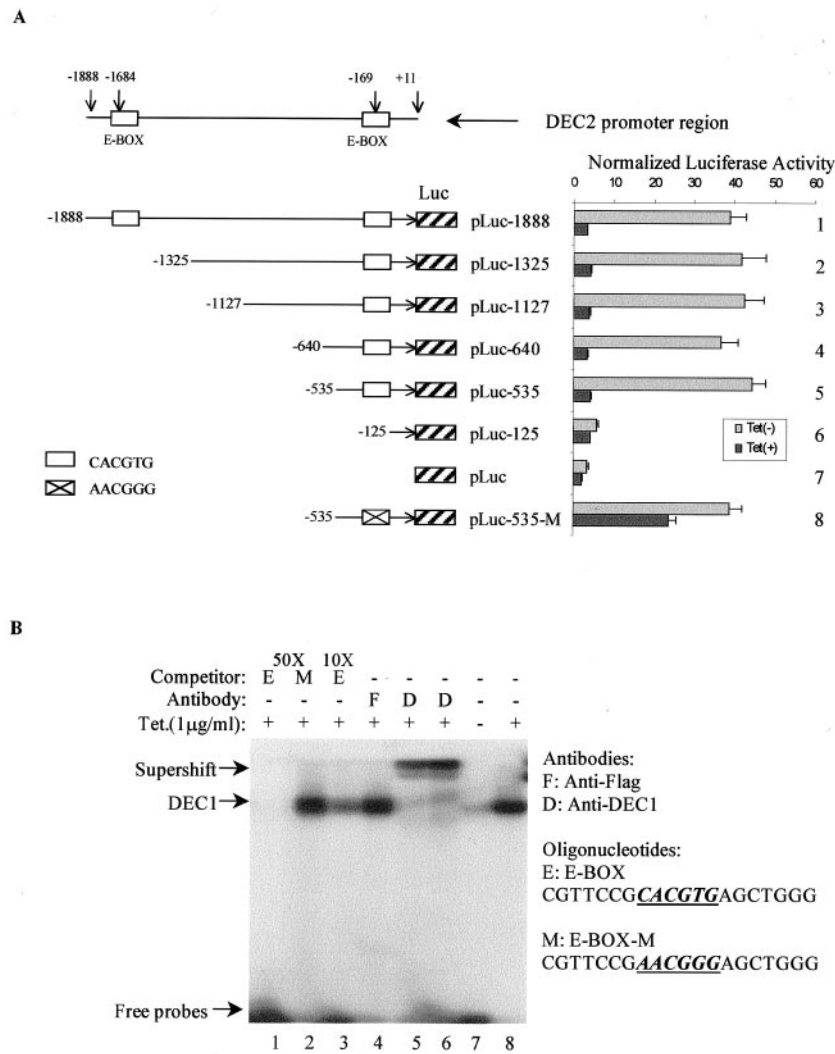 A
-1888 -1684 -169 +11
E-BOX E-BOX
DEC2 promoter region
Normalized Luciferase Activity
0 10 20 30 40 50 60
Luc
-1888 pLuc-1888 1
-1325 pLuc-1325 2
-1127 pLuc-1127 3
-640 pLuc-640 4
-535 pLuc-535 5
-125 pLuc-125 6
Tet(-)
Tet(+)
CACGTG
pLuc 7
AACGGG
-535 pLuc-535-M 8
B
50X 10X
Competitor: E M E - - - - -
Antibody: - - - F D D - -
Tet.(1µg/ml): + + + + + + - +
Supershift
DEC1
Free probes
1 2 3 4 5 6 7 8
Antibodies:
F: Anti-Flag
D: Anti-DEC1
Oligonucleotides:
E: E-BOX
CGTTCCGCACGTGAGCTGGG
M: E-BOX-M
CGTTCCGAACGGGAGCTGGG